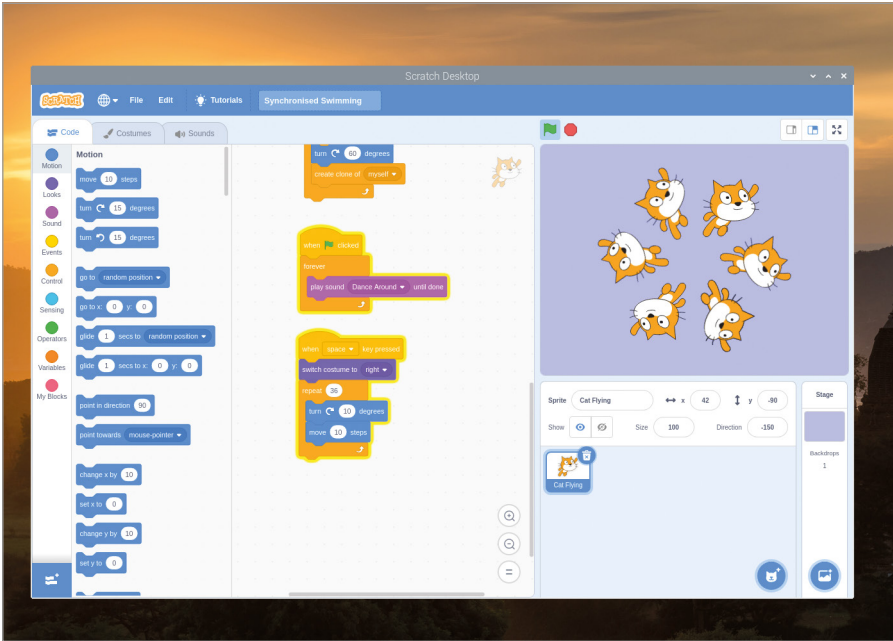 Scratch Desktop
SCRATCH
File Edit Tutorials Synchronised Swimming
Code Costumes Sounds
Motion
Looks
Sound
Events
Control
Sensing
Operators
Variables
My Blocks
Motion
move 10 steps
turn 15 degrees
turn 15 degrees
go to random position
go to x: 0 y: 0
glide 1 secs to random position
glide 1 secs to x: 0 y: 0
point in direction 90
point towards mouse-pointer
change x by 10
set x to 0
change y by 10
set y to 0
turn 60 degrees
create clone of myself
when clicked
forever
play sound Dance Around until done
when space key pressed
switch costume to right
repeat 36
turn 10 degrees
move 10 steps
Sprite Cat Flying x 42 y -90
Show Size 100 Direction -150
Cat Flying
Stage
Backdrops
1